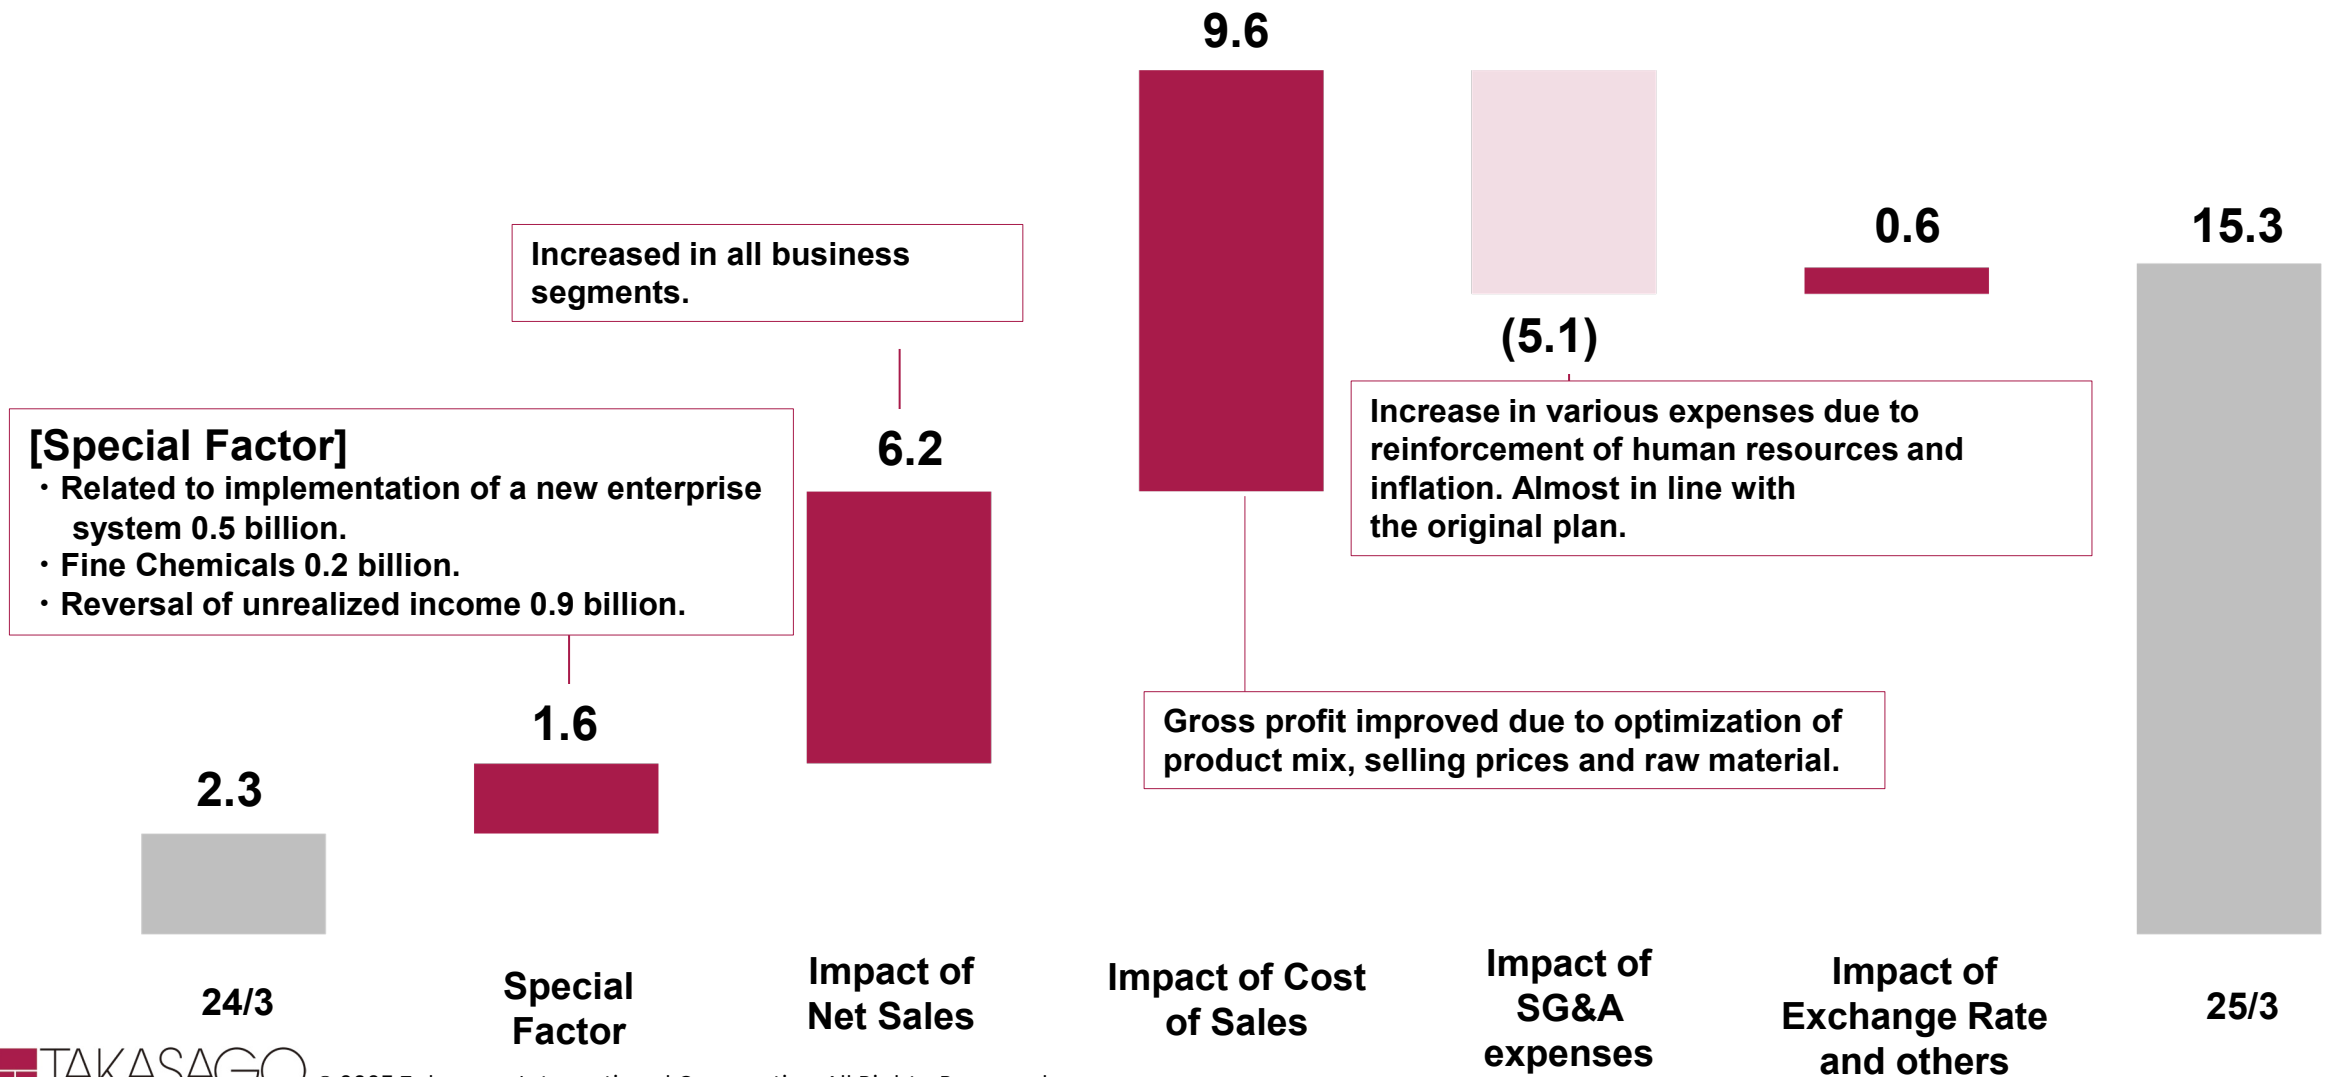 9.6
0.6
15.3
Increased in all business
segments.
(5.1)
Increase in various expenses due to
reinforcement of human resources and
inflation. Almost in line with
the original plan.
[Special Factor]
・Related to implementation of a new enterprise
system 0.5 billion.
・Fine Chemicals 0.2 billion.
・Reversal of unrealized income 0.9 billion.
6.2
1.6
Gross profit improved due to optimization of
product mix, selling prices and raw material.
2.3
24/3
Special
Factor
Impact of
Net Sales
Impact of Cost
of Sales
Impact of
SG&A
expenses
Impact of
Exchange Rate
and others
25/3
TAKASAGO